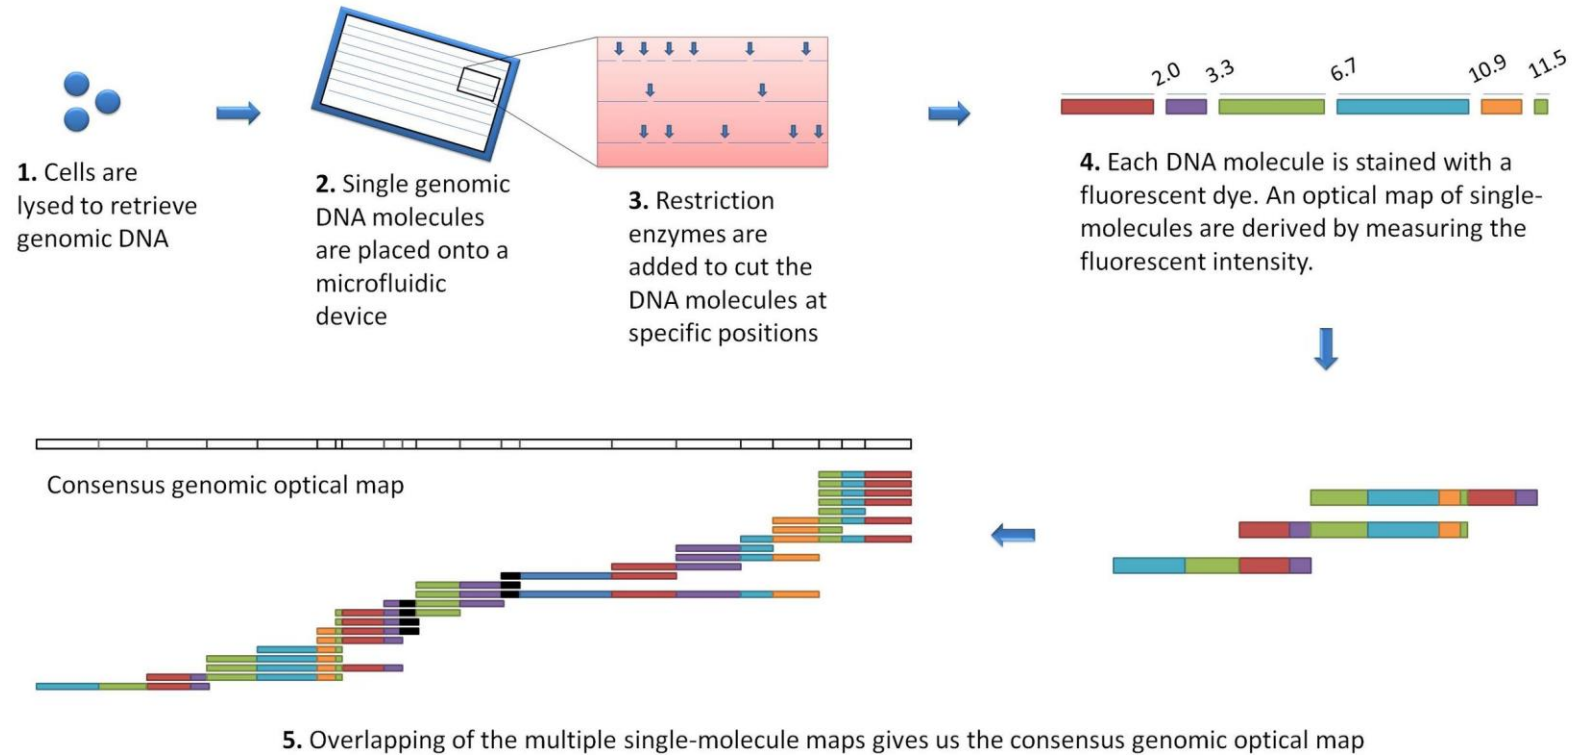 1. Cells are
lysed to retrieve
genomic DNA
2. Single genomic
DNA molecules
are placed onto a
microfluidic
device
3. Restriction
enzymes are
added to cut the
DNA molecules at
specific positions
2.0 3.3 6.7 10.9 11.5
4. Each DNA molecule is stained with a
fluorescent dye. An optical map of single-
molecules are derived by measuring the
fluorescent intensity.
Consensus genomic optical map
5. Overlapping of the multiple single-molecule maps gives us the consensus genomic optical map